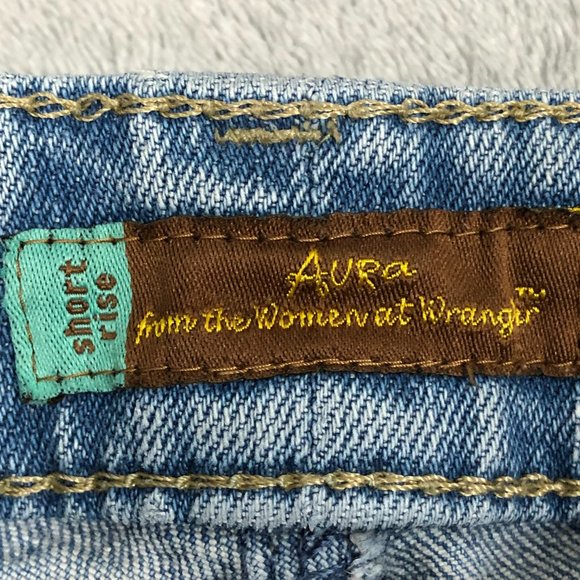 short
rise
Aura
from the Women at Wrangler™